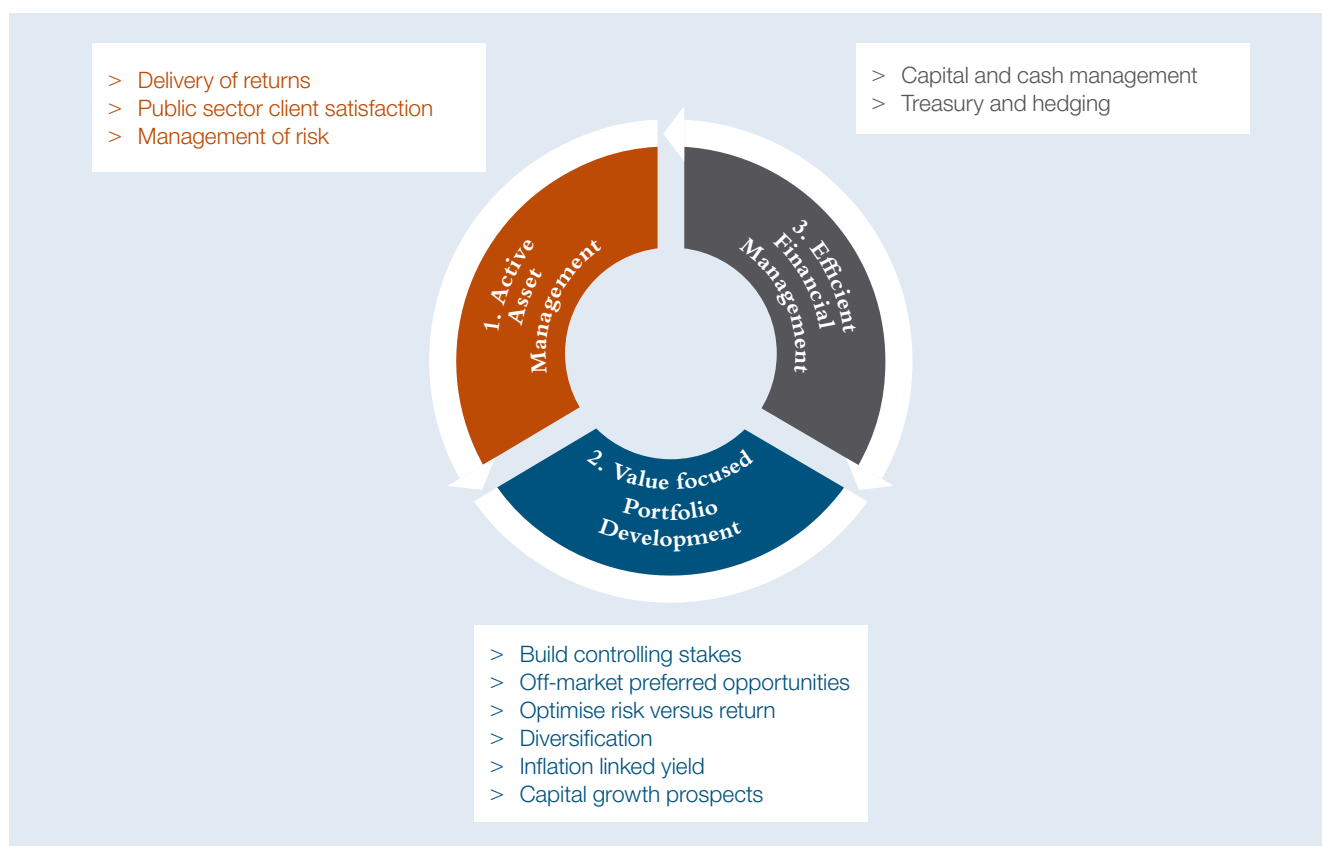 > Delivery of returns
> Public sector client satisfaction
> Management of risk
> Capital and cash management
> Treasury and hedging
1. Active
Asset
Management
3. Efficient
Financial
Management
2. Value focused
Portfolio
Development
> Build controlling stakes
> Off-market preferred opportunities
> Optimise risk versus return
> Diversification
> Inflation linked yield
> Capital growth prospects